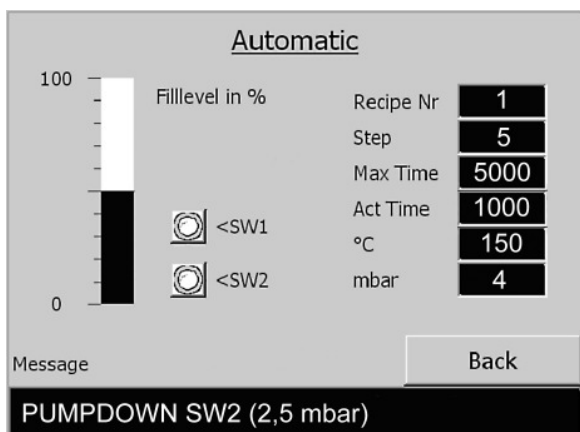 Automatic
100
Filllevel in %
Recipe Nr 1
Step 5
Max Time 5000
<SW1
Act Time 1000
°C 150
<SW2
mbar 4
0
Message
Back
PUMPDOWN SW2 (2,5 mbar)